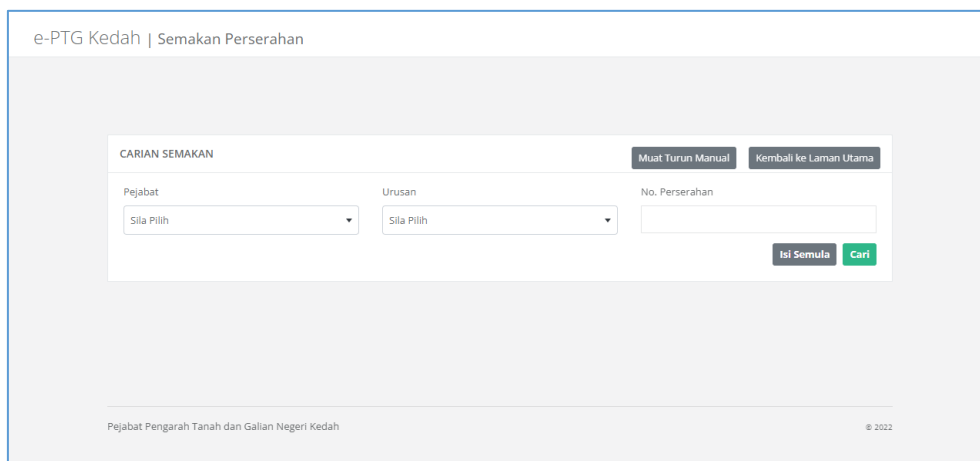 e-PTG Kedah | Semakan Perserahan
CARIAN SEMAKAN
Muat Turun Manual
Kembali ke Laman Utama
Pejabat
Urusan
No. Perserahan
Sila Pilih
Sila Pilih
Isi Semula
Cari
Pejabat Pengarah Tanah dan Galian Negeri Kedah
© 2022